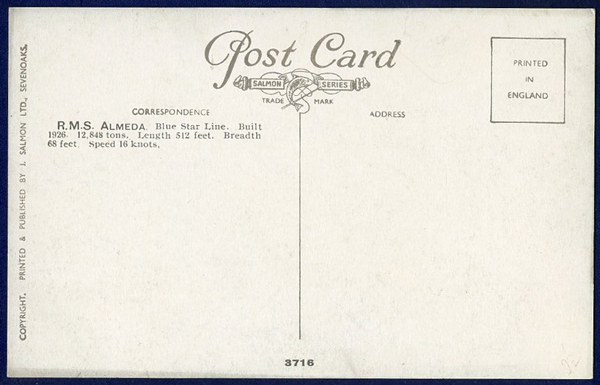 Post Card
SALMON SERIES
TRADE MARK
PRINTED
IN
ENGLAND
CORRESPONDENCE
ADDRESS
R.M.S. ALMEDA. Blue Star Line. Built
1926. 12,848 tons. Length 512 feet. Breadth
68 feet. Speed 16 knots.
COPYRIGHT. PRINTED & PUBLISHED BY J. SALMON LTD., SEVENOAKS.
3716